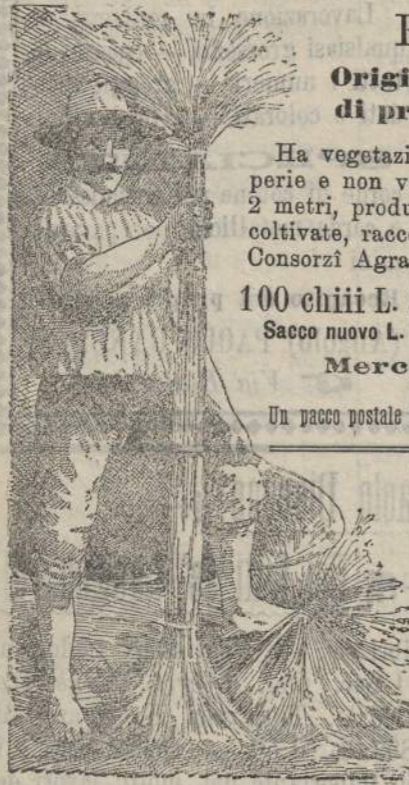 Origi
di pr
Ha vegetazi
perie e non v
2 metri, produ
coltivate, racco
Consorzî Agra
100 chiii L.
Sacco nuovo L.
Merc
Un pacco postale